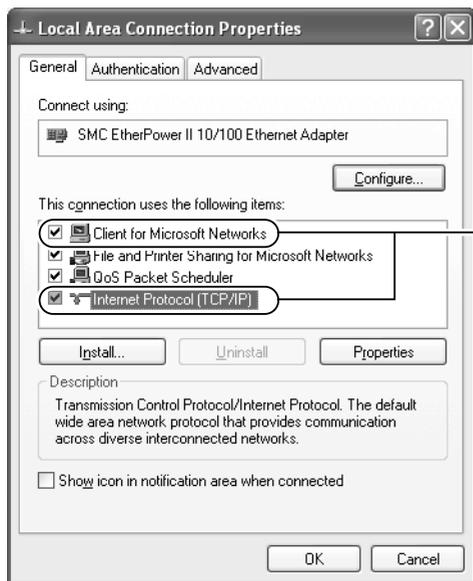 Local Area Connection Properties
General Authentication Advanced
Connect using:
SMC EtherPower II 10/100 Ethernet Adapter
Configure...
This connection uses the following items:
Client for Microsoft Networks
File and Printer Sharing for Microsoft Networks
QoS Packet Scheduler
Internet Protocol (TCP/IP)
Install... Uninstall Properties
Description
Transmission Control Protocol/Internet Protocol. The default
wide area network protocol that provides communication
across diverse interconnected networks.
Show icon in notification area when connected
OK Cancel